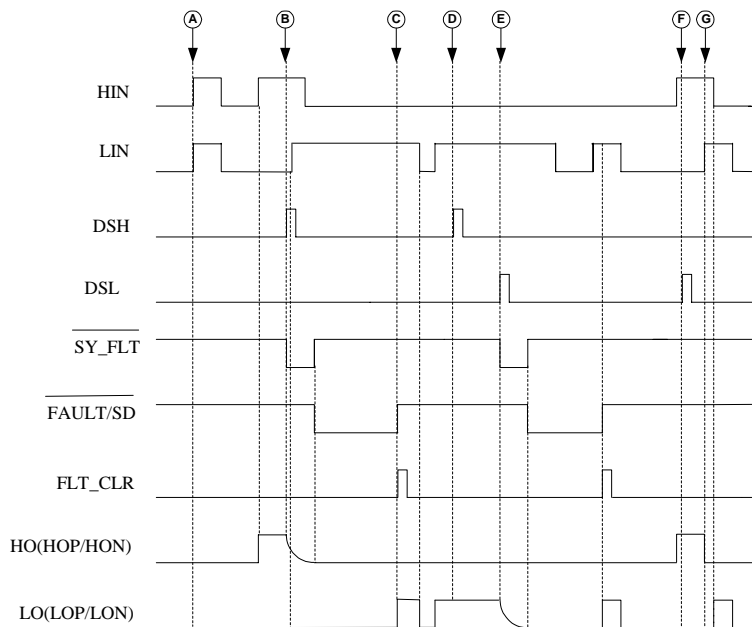 A B C D E F G
HIN
LIN
DSH
DSL
SY_FLT
FAULT/SD
FLT_CLR
HO(HOP/HON)
LO(LOP/LON)